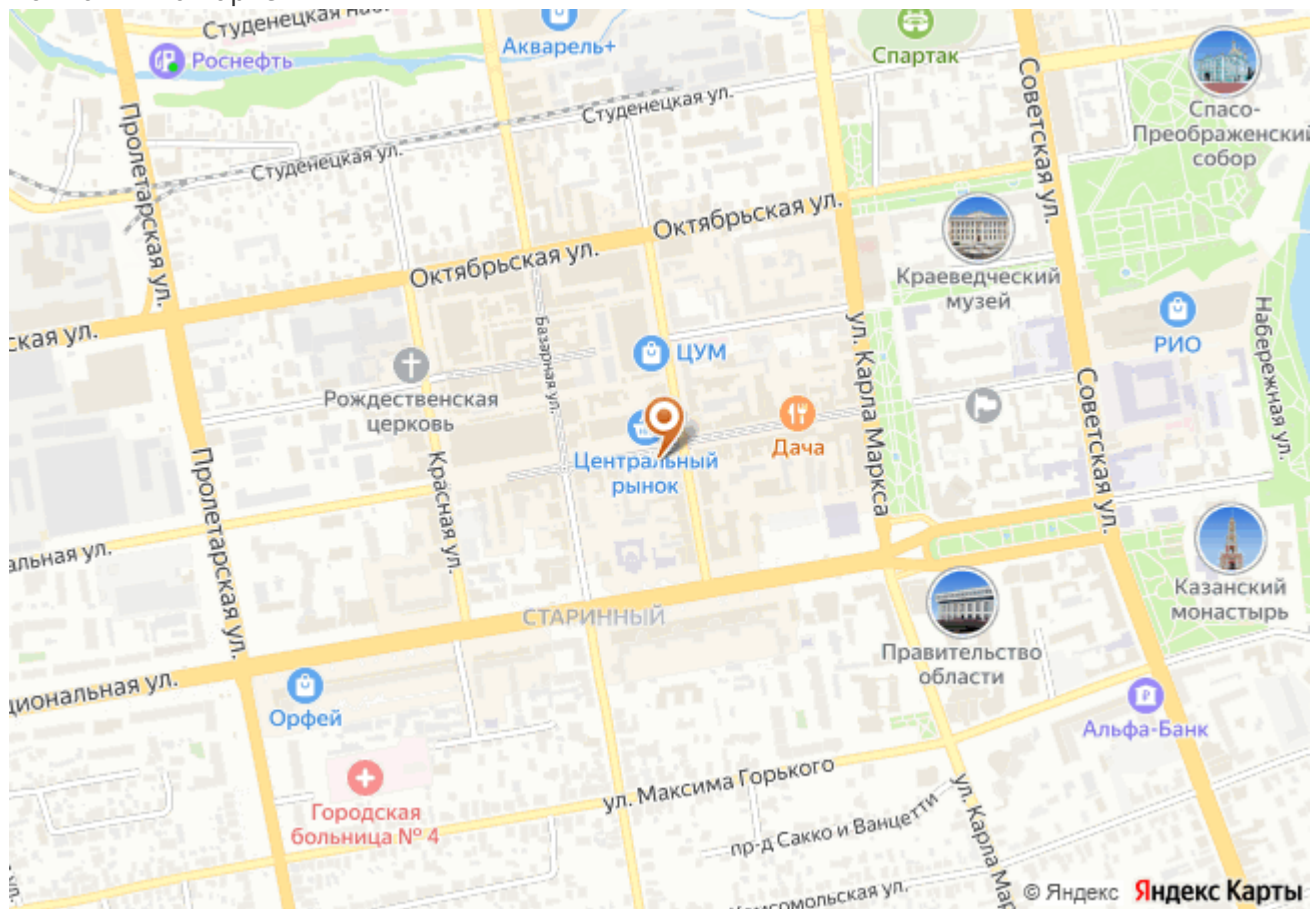 Студенецкая наб.
Роснефть
Акварель+
Спартак
Спасо-
Преображенский
собор
Студенецкая ул.
Студенецкая ул.
Советская ул.
Пролетарская ул.
Октябрьская ул.
Октябрьская ул.
Краеведческий
музей
ская ул.
Базарная ул.
ЦУМ
ул. Карла Маркса
РИО
Набережная ул.
Рождественская
церковь
Центральный
рынок
Дача
Советская ул.
Пролетарская ул.
Красная ул.
альная ул.
Казанский
монастырь
СТАРИННЫЙ
Правительство
области
циональная ул.
Орфей
Альфа-Банк
Городская
больница № 4
ул. Максима Горького
пр-д Сакко и Ванцетти
ул. Карла Мар
омсомольская ул.
© Яндекс Яндекс Карты